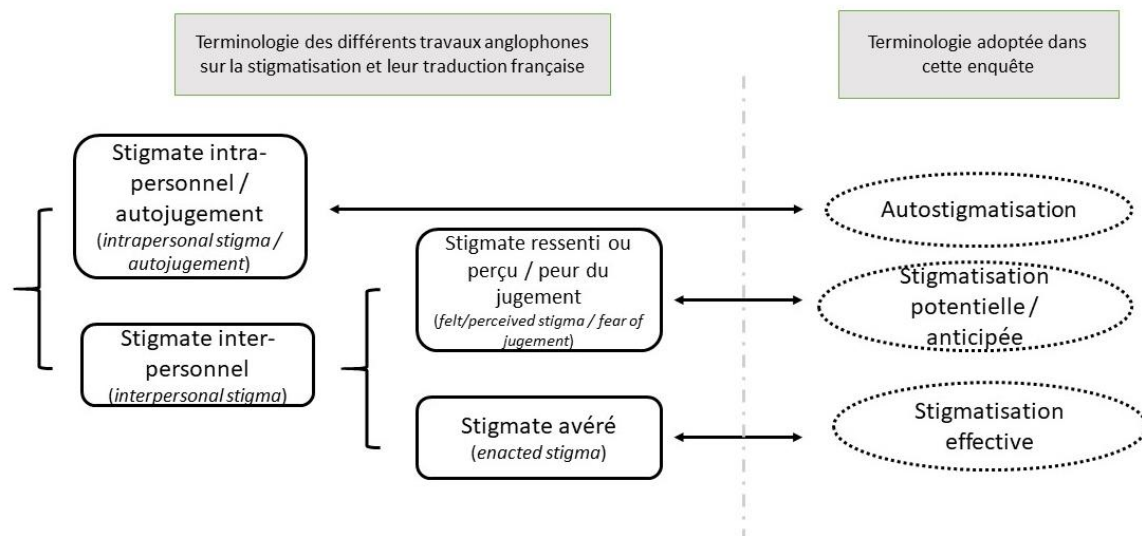 Terminologie des différents travaux anglophones
sur la stigmatisation et leur traduction française
Terminologie adoptée dans
cette enquête
Stigmate intra-
personnel /
autojugement
(intrapersonal stigma /
autojugement)
Autostigmatisation
Stigmate ressenti ou
perçu / peur du
jugement
(felt/perceived stigma / fear of
jugement)
Stigmatisation
potentielle /
anticipée
Stigmate inter-
personnel
(interpersonal stigma)
Stigmate avéré
(enacted stigma)
Stigmatisation
effective